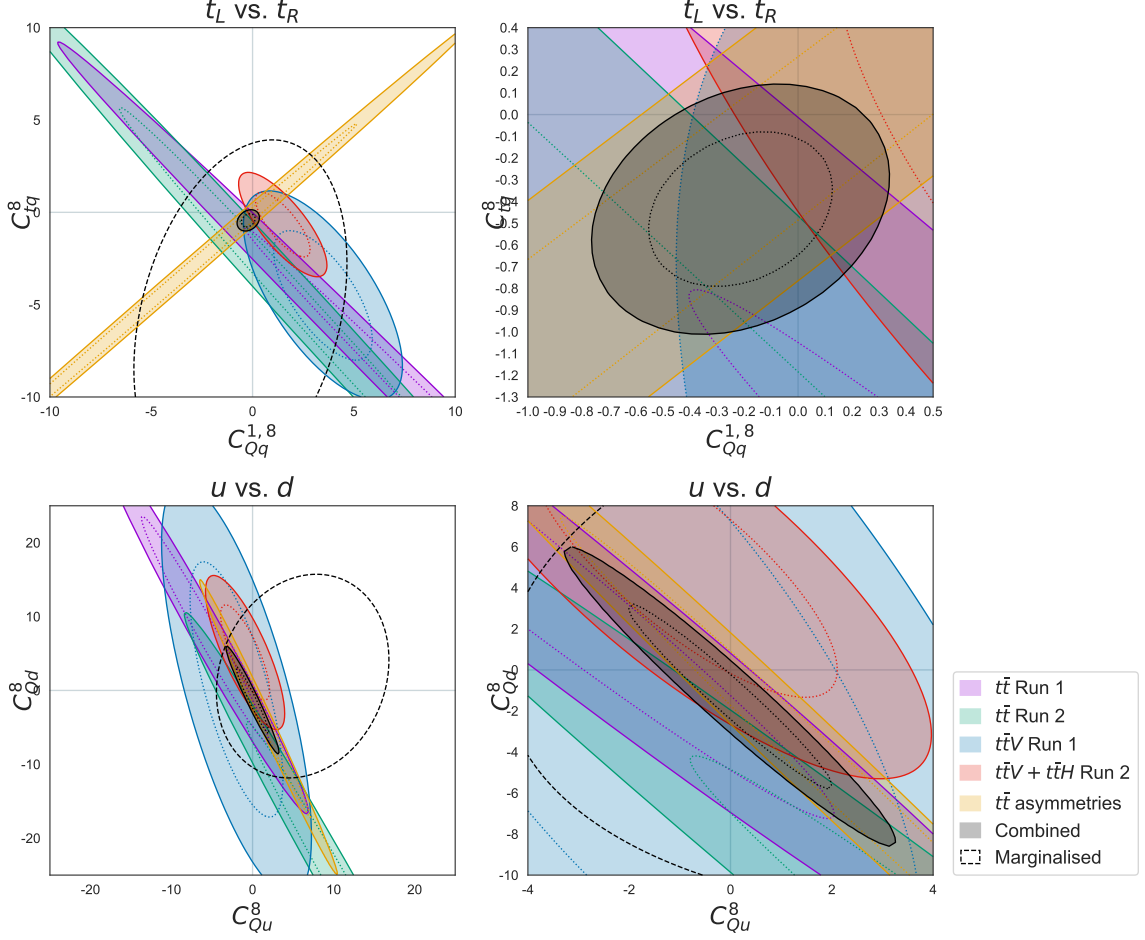 t_L vs. t_R
t_L vs. t_R
10
5
0
-5
-10
C^8_{tq}
-10
-5
0
5
10
C^{1,8}_{Qq}
0.4
0.3
0.2
0.1
0.0
-0.1
-0.2
-0.3
-0.4
-0.5
-0.6
-0.7
-0.8
-0.9
-1.0
-1.1
-1.2
-1.3
C^8_{tq}
-1.0 -0.9 -0.8 -0.7 -0.6 -0.5 -0.4 -0.3 -0.2 -0.1 0.0 0.1 0.2 0.3 0.4 0.5
C^{1,8}_{Qq}
u vs. d
u vs. d
20
10
0
-10
-20
C^8_{Qd}
-20
-10
0
10
20
C^8_{Qu}
8
6
4
2
0
-2
-4
-6
-8
-10
C^8_{Qd}
-4
-2
0
2
4
C^8_{Qu}
tt̄ Run 1
tt̄ Run 2
tt̄V Run 1
tt̄V + tt̄H Run 2
tt̄ asymmetries
Combined
Marginalised